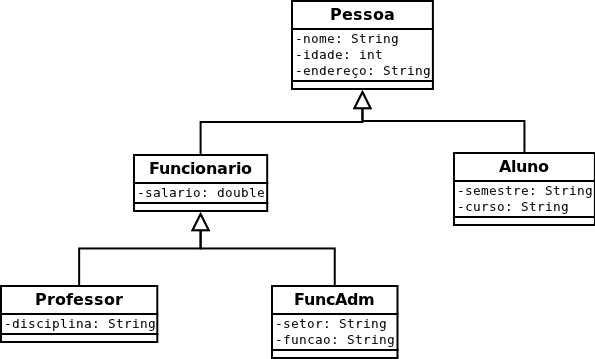 Pessoa
-nome: String
-idade: int
-endereço: String
Funcionario
-salario: double
Aluno
-semestre: String
-curso: String
Professor
-disciplina: String
FuncAdm
-setor: String
-funcao: String